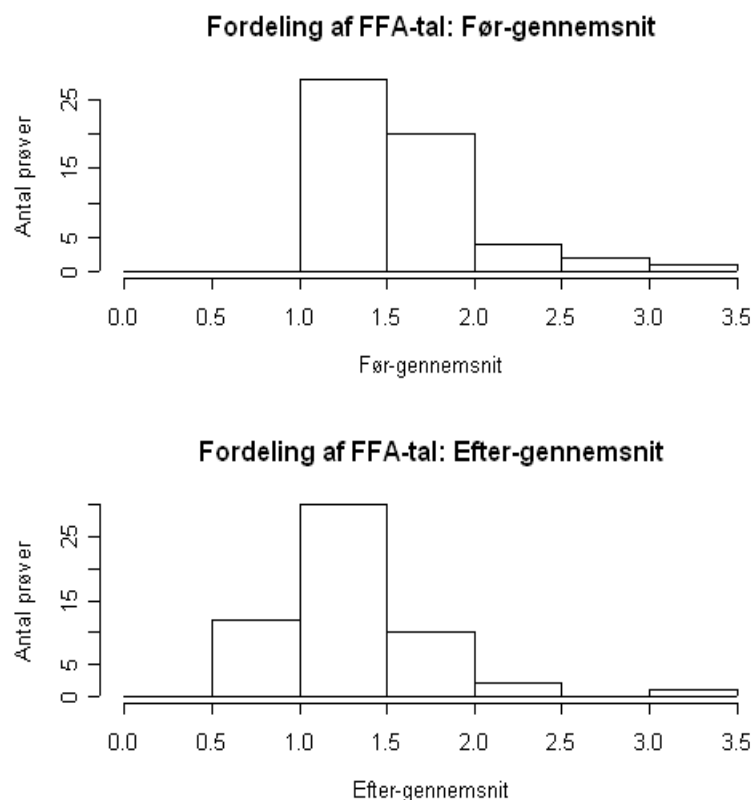 Fordeling af FFA-tal: Før-gennemsnit
Antal prøver
25
15
5
0
0.0 0.5 1.0 1.5 2.0 2.5 3.0 3.5
Før-gennemsnit
Fordeling af FFA-tal: Efter-gennemsnit
Antal prøver
25
15
5
0
0.0 0.5 1.0 1.5 2.0 2.5 3.0 3.5
Efter-gennemsnit